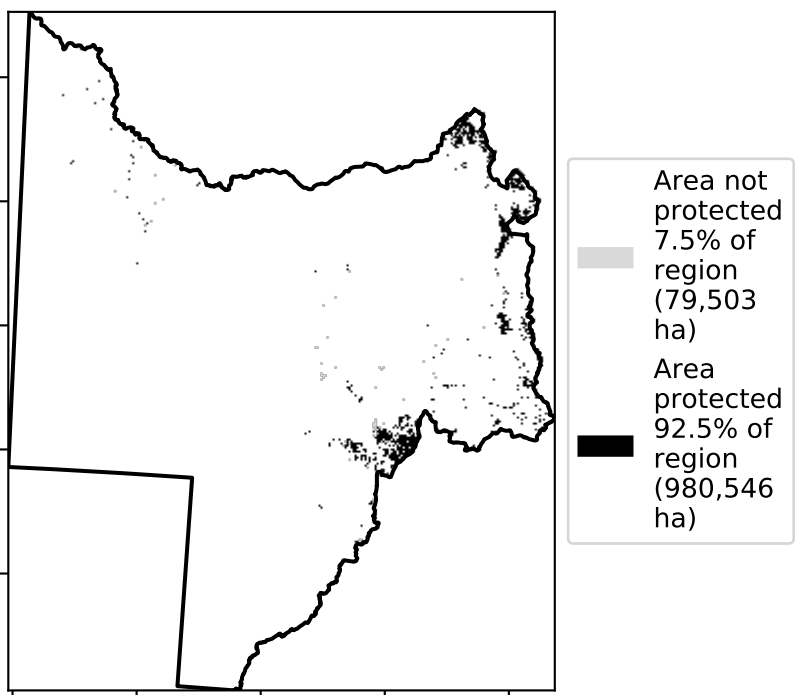 Area not
protected
7.5% of
region
(79,503
ha)
Area
protected
92.5% of
region
(980,546
ha)